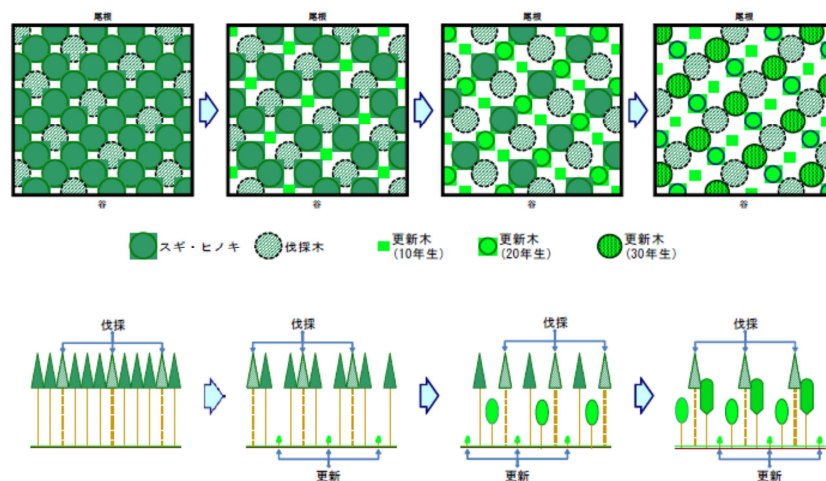 尾根
尾根
尾根
尾根
谷
谷
谷
谷
スギ・ヒノキ
伐採木
更新木
(10年生)
更新木
(20年生)
更新木
(30年生)
伐採
伐採
伐採
伐採
更新
更新
更新